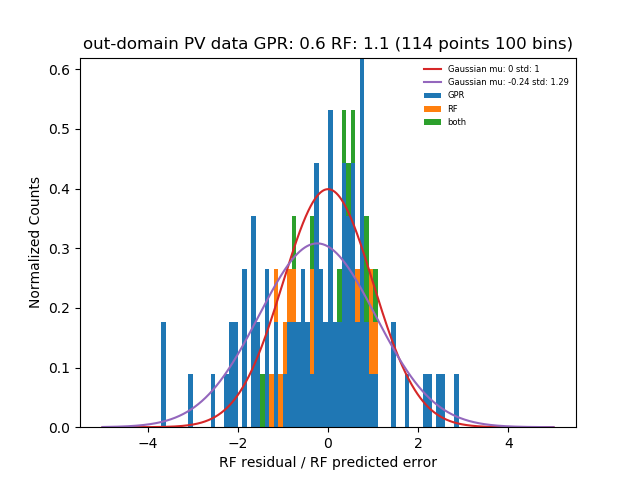 out-domain PV data GPR: 0.6 RF: 1.1 (114 points 100 bins)
Gaussian mu: 0 std: 1
Gaussian mu: -0.24 std: 1.29
GPR
RF
both
Normalized Counts
0.6
0.5
0.4
0.3
0.2
0.1
0.0
−4 −2 0 2 4
RF residual / RF predicted error